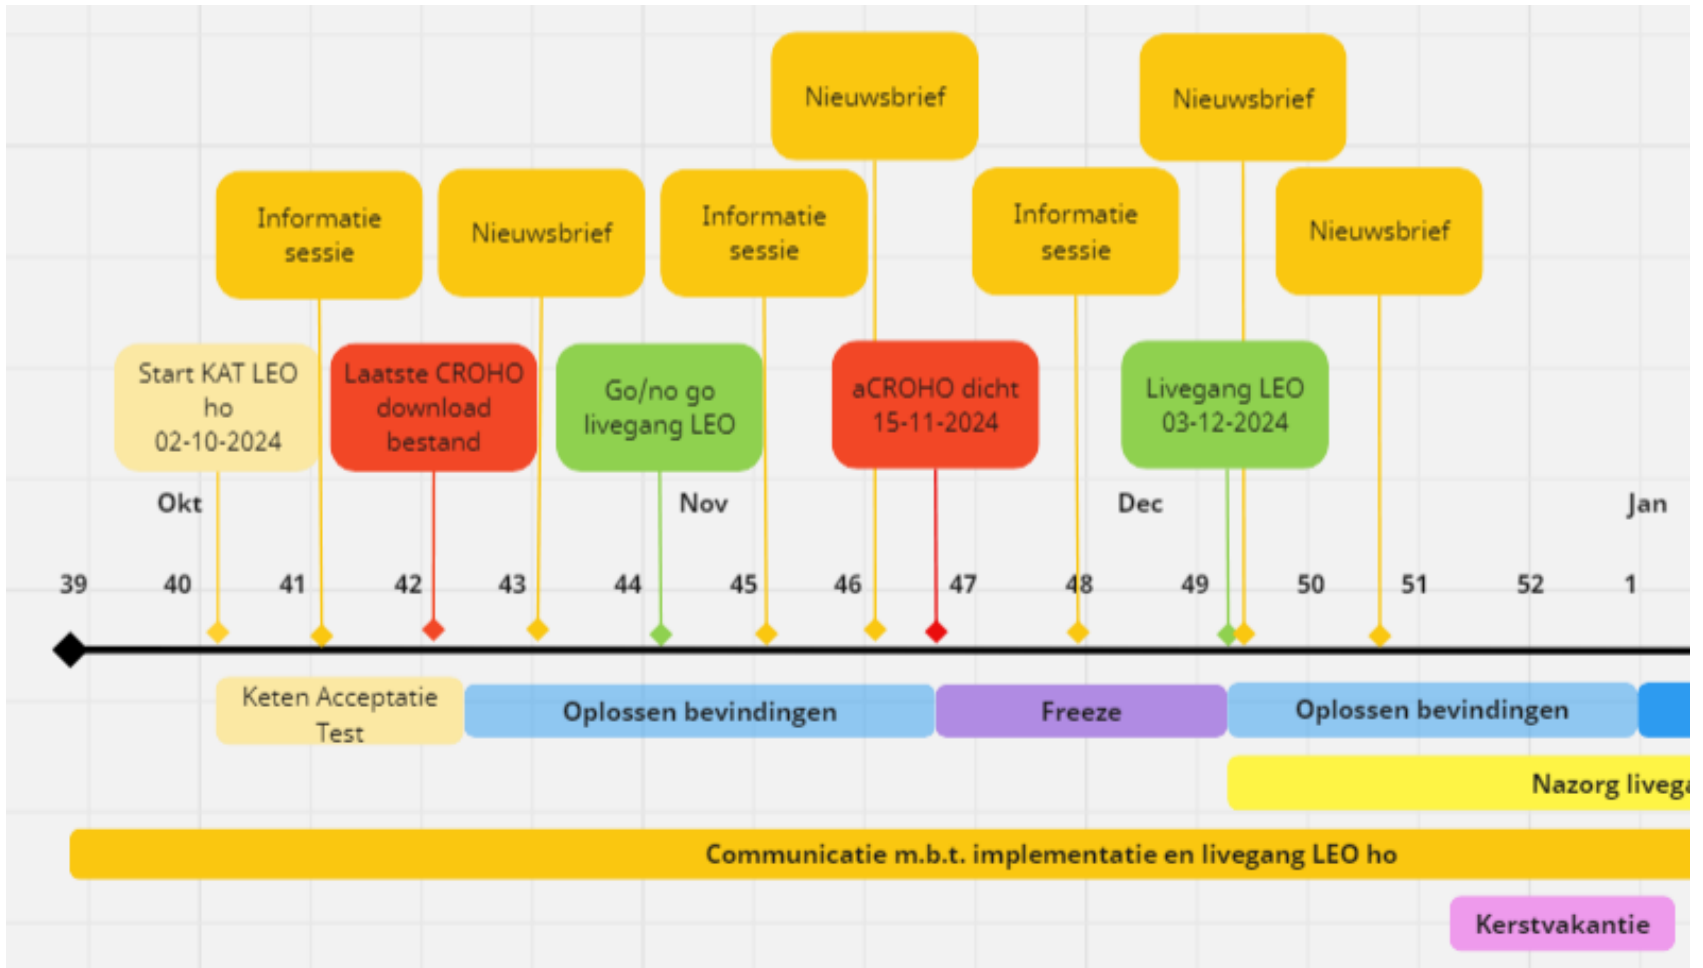 Nieuwsbrief
Nieuwsbrief
Informatie
sessie
Nieuwsbrief
Informatie
sessie
Informatie
sessie
Nieuwsbrief
Start KAT LEO
ho
02-10-2024
Laatste CROHO
download
bestand
Go/no go
livegang LEO
aCROHO dicht
15-11-2024
Livegang LEO
03-12-2024
Okt Nov Dec Jan
39 40 41 42 43 44 45 46 47 48 49 50 51 52 1
Keten Acceptatie
Test
Oplossen bevindingen
Freeze
Oplossen bevindingen
Nazorg
Communicatie m.b.t. implementatie en livegang LEO ho
Kerstvakantie